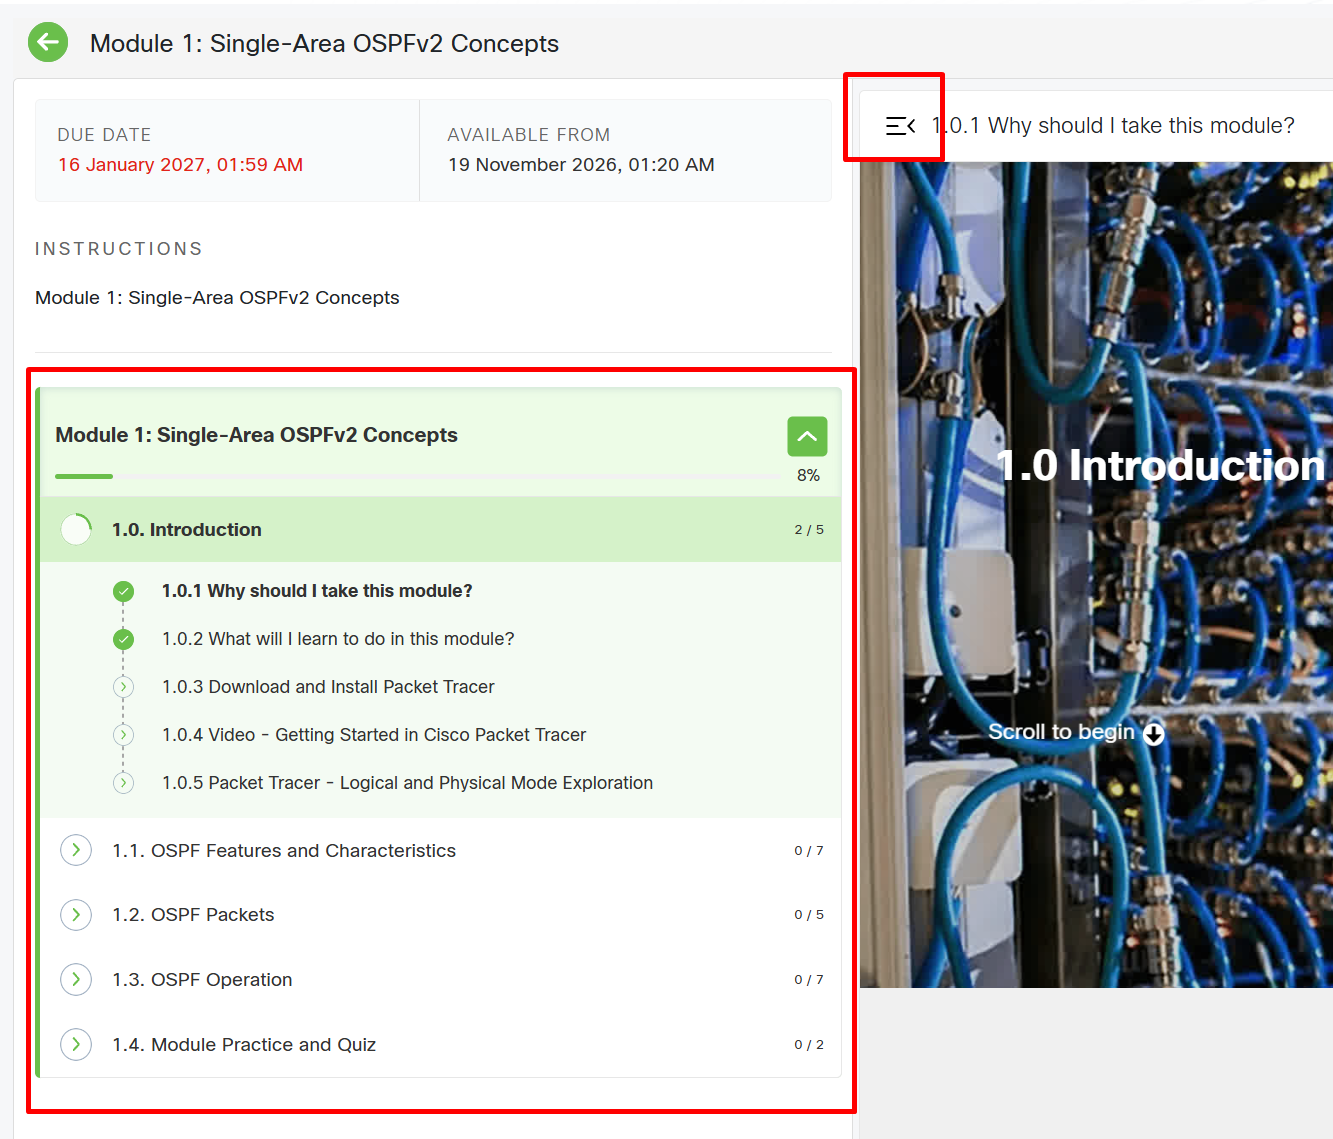 Module 1: Single-Area OSPFv2 Concepts
DUE DATE
16 January 2027, 01:59 AM
AVAILABLE FROM
19 November 2026, 01:20 AM
INSTRUCTIONS
Module 1: Single-Area OSPFv2 Concepts
Module 1: Single-Area OSPFv2 Concepts
8%
1.0. Introduction 2 / 5
1.0.1 Why should I take this module?
1.0.2 What will I learn to do in this module?
1.0.3 Download and Install Packet Tracer
1.0.4 Video - Getting Started in Cisco Packet Tracer
1.0.5 Packet Tracer - Logical and Physical Mode Exploration
1.1. OSPF Features and Characteristics 0 / 7
1.2. OSPF Packets 0 / 5
1.3. OSPF Operation 0 / 7
1.4. Module Practice and Quiz 0 / 2
1.0.1 Why should I take this module?
1.0 Introduction
Scroll to begin